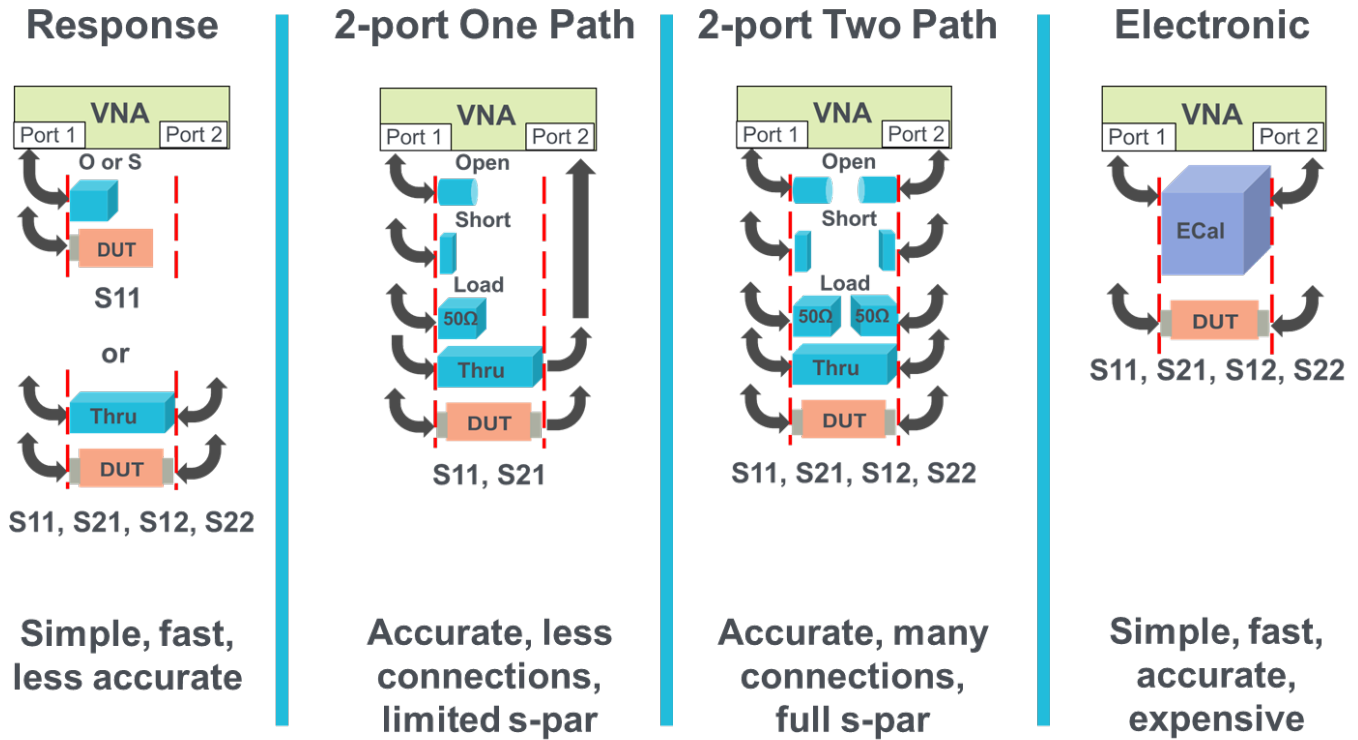 Response
VNA
Port 1
Port 2
O or S
DUT
S11
or
Thru
DUT
S11, S21, S12, S22
Simple, fast,
less accurate
2-port One Path
VNA
Port 1
Port 2
Open
Short
Load
50Ω
Thru
DUT
S11, S21
Accurate, less
connections,
limited s-par
2-port Two Path
VNA
Port 1
Port 2
Open
Short
Load
50Ω 50Ω
Thru
DUT
S11, S21, S12, S22
Accurate, many
connections,
full s-par
Electronic
VNA
Port 1
Port 2
ECal
DUT
S11, S21, S12, S22
Simple, fast,
accurate,
expensive